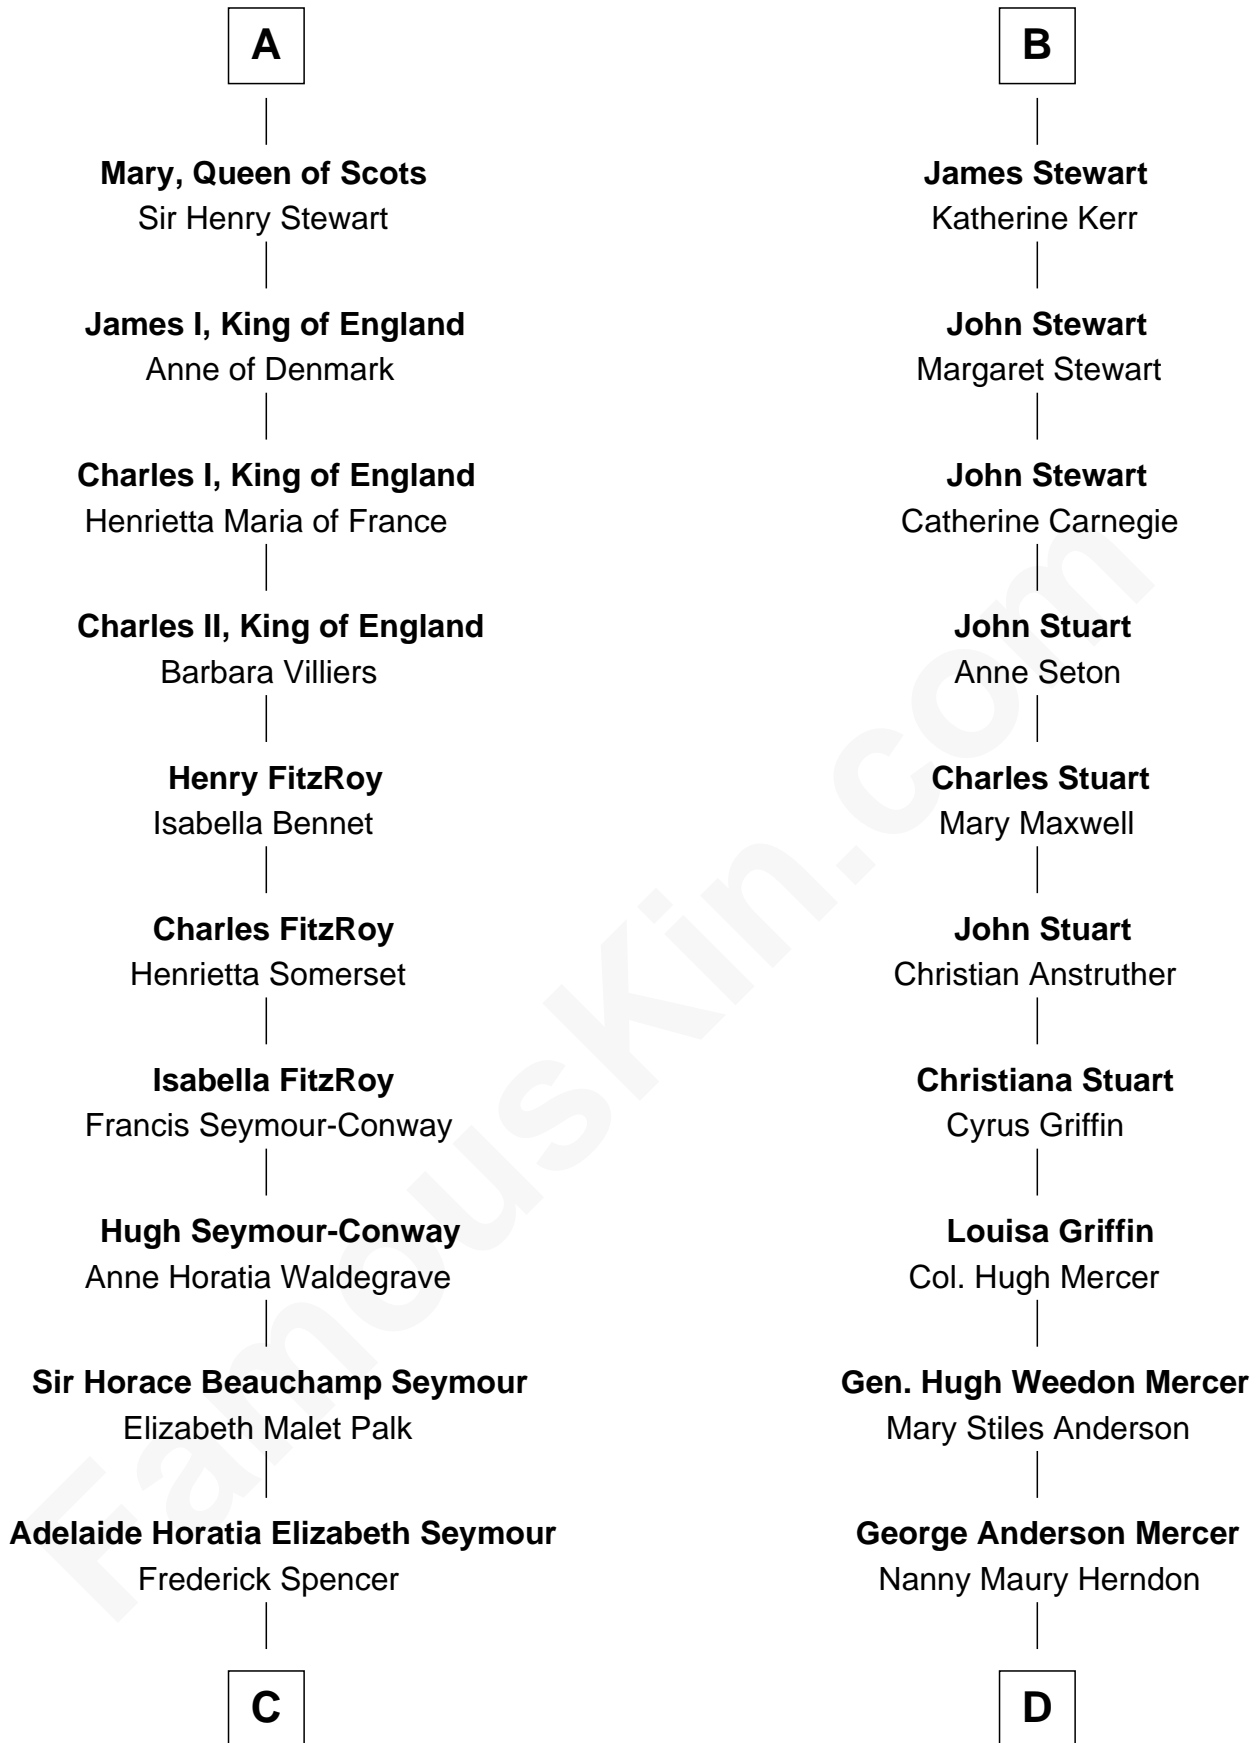 A
Mary, Queen of Scots
Sir Henry Stewart
James I, King of England
Anne of Denmark
Charles I, King of England
Henrietta Maria of France
Charles II, King of England
Barbara Villiers
Henry FitzRoy
Isabella Bennet
Charles FitzRoy
Henrietta Somerset
Isabella FitzRoy
Francis Seymour-Conway
Hugh Seymour-Conway
Anne Horatia Waldegrave
Sir Horace Beauchamp Seymour
Elizabeth Malet Palk
Adelaide Horatia Elizabeth Seymour
Frederick Spencer
C
B
James Stewart
Katherine Kerr
John Stewart
Margaret Stewart
John Stewart
Catherine Carnegie
John Stuart
Anne Seton
Charles Stuart
Mary Maxwell
John Stuart
Christian Anstruther
Christiana Stuart
Cyrus Griffin
Louisa Griffin
Col. Hugh Mercer
Gen. Hugh Weedon Mercer
Mary Stiles Anderson
George Anderson Mercer
Nanny Maury Herndon
D
FamousKin.com